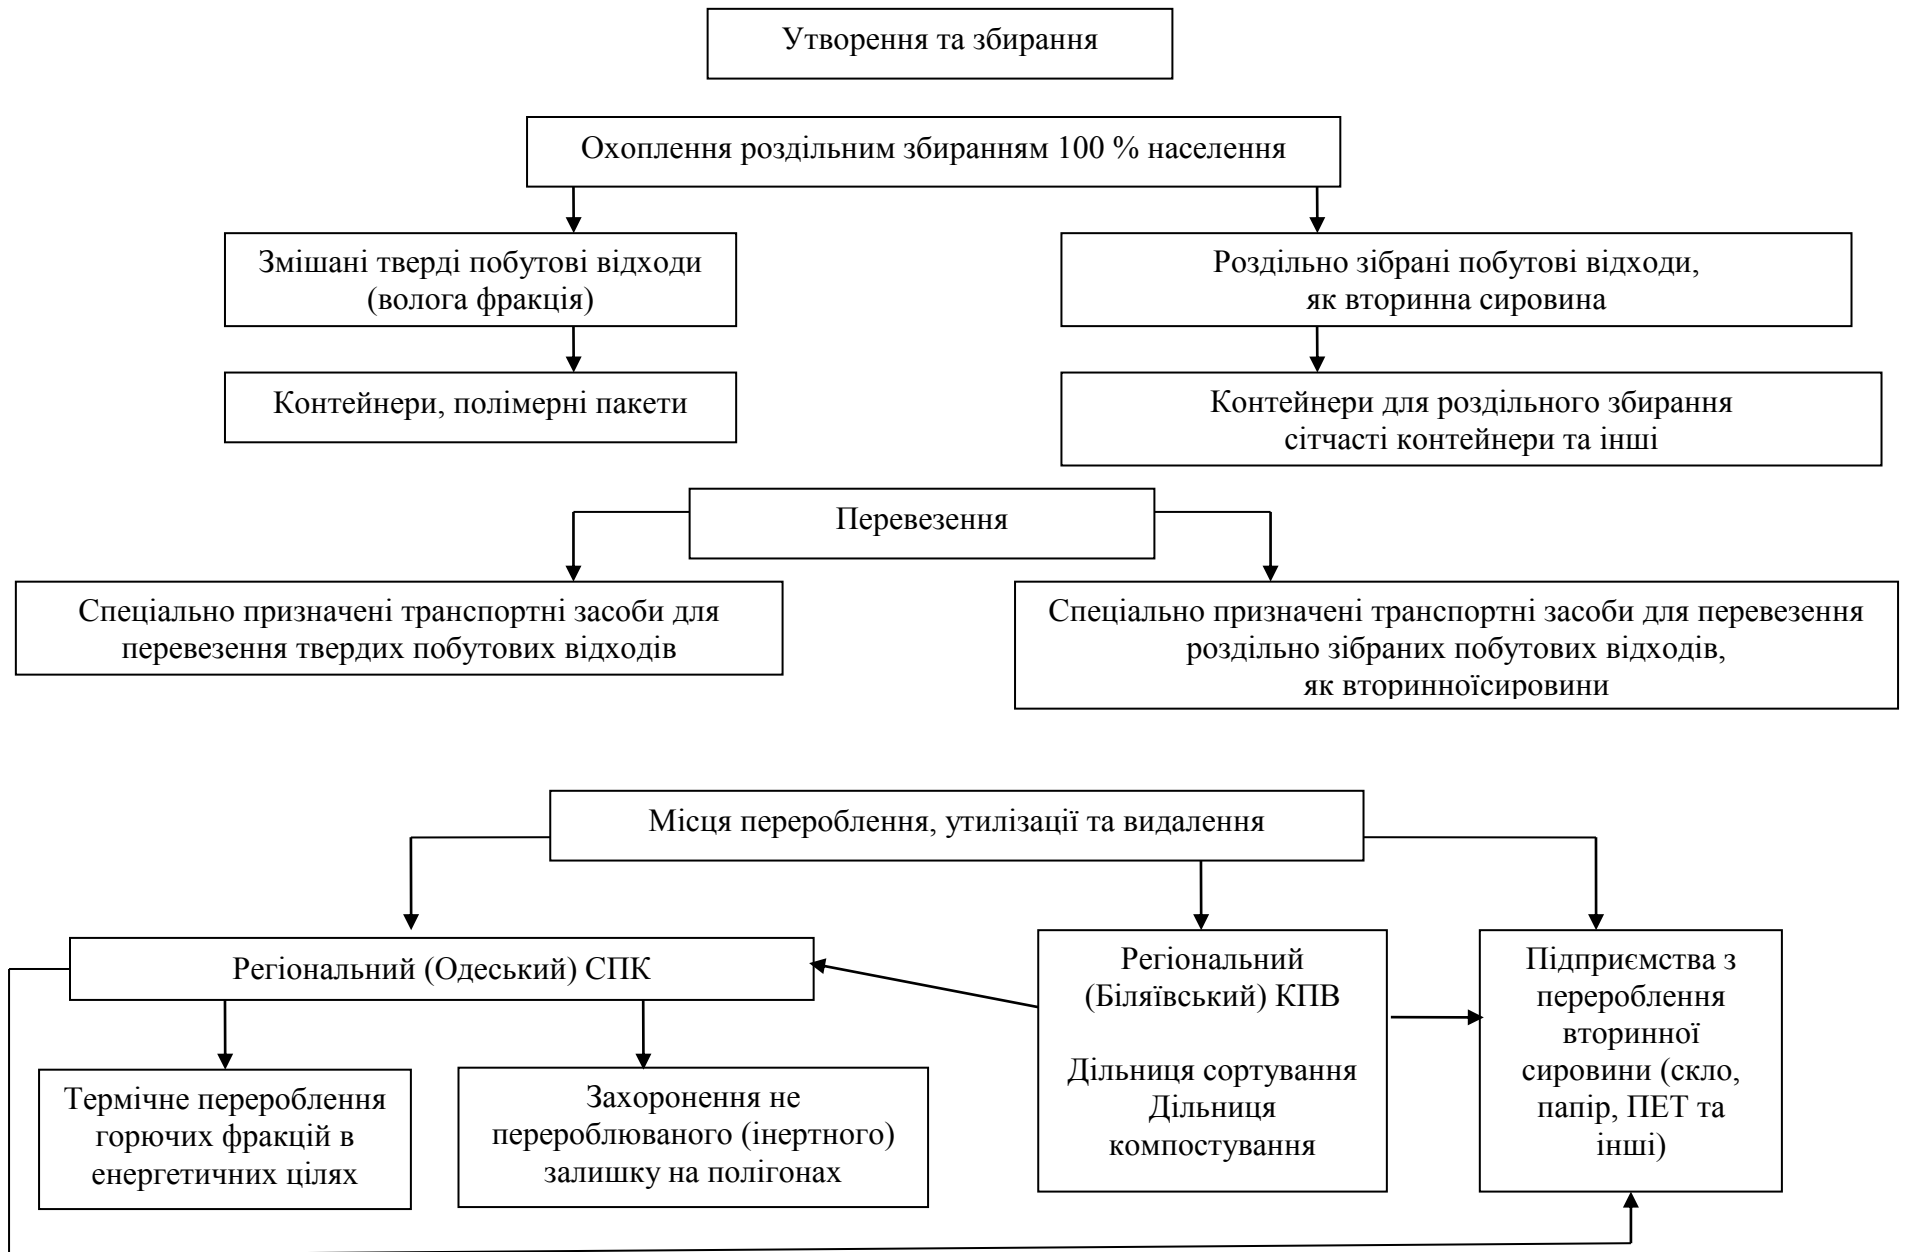 Утворення та збирання
Охоплення роздільним збиранням 100 % населення
Змішані тверді побутові відходи
(волога фракція)
Роздільно зібрані побутові відходи,
як вторинна сировина
Контейнери, полімерні пакети
Контейнери для роздільного збирання
сітчасті контейнери та інші
Перевезення
Спеціально призначені транспортні засоби для
перевезення твердих побутових відходів
Спеціально призначені транспортні засоби для перевезення
роздільно зібраних побутових відходів,
як вторинноїсировини
Місця перероблення, утилізації та видалення
Регіональний (Одеський) СПК
Регіональний
(Біляївський) КПВ
Дільниця сортування
Дільниця
компостування
Підприємства з
перероблення
вторинної
сировини (скло,
папір, ПЕТ та
інші)
Термічне перероблення
горючих фракцій в
енергетичних цілях
Захоронення не
перероблюваного (інертного)
залишку на полігонах